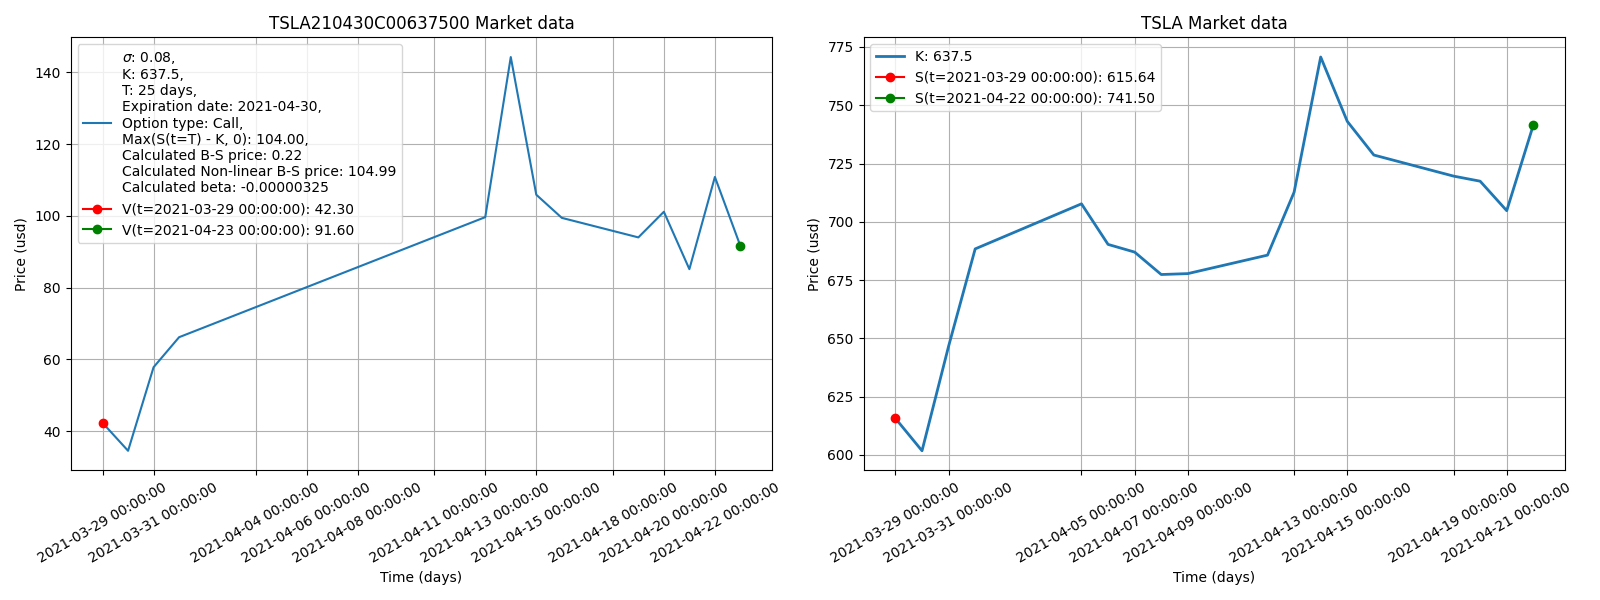 TSLA210430C00637500 Market data
σ: 0.08,
K: 637.5,
T: 25 days,
Expiration date: 2021-04-30,
Option type: Call,
Max(S(t=T) - K, 0): 104.00,
Calculated B-S price: 0.22
Calculated Non-linear B-S price: 104.99
Calculated beta: -0.00000325
V(t=2021-03-29 00:00:00): 42.30
V(t=2021-04-23 00:00:00): 91.60
Price (usd)
140
120
100
80
60
40
2021-03-29 00:00:00
2021-03-31 00:00:00
2021-04-04 00:00:00
2021-04-06 00:00:00
2021-04-08 00:00:00
2021-04-11 00:00:00
2021-04-13 00:00:00
2021-04-15 00:00:00
2021-04-18 00:00:00
2021-04-20 00:00:00
2021-04-22 00:00:00
Time (days)
TSLA Market data
K: 637.5
S(t=2021-03-29 00:00:00): 615.64
S(t=2021-04-22 00:00:00): 741.50
Price (usd)
775
750
725
700
675
650
625
600
2021-03-29 00:00:00
2021-03-31 00:00:00
2021-04-05 00:00:00
2021-04-07 00:00:00
2021-04-09 00:00:00
2021-04-13 00:00:00
2021-04-15 00:00:00
2021-04-19 00:00:00
2021-04-21 00:00:00
Time (days)